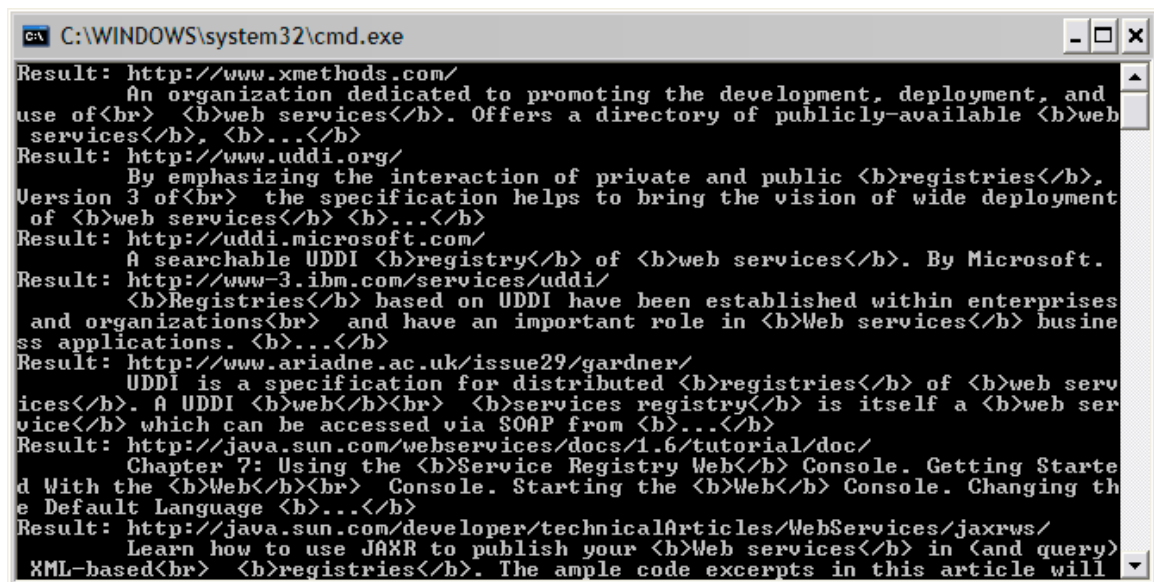 C:\WINDOWS\system32\cmd.exe
Result: http://www.xmethods.com/
An organization dedicated to promoting the development, deployment, and
use of<br>  <b>web services</b>. Offers a directory of publicly-available <b>web
services</b>, <b>...</b>
Result: http://www.uddi.org/
By emphasizing the interaction of private and public <b>registries</b>,
Version 3 of<br>  the specification helps to bring the vision of wide deployment
of <b>web services</b> <b>...</b>
Result: http://uddi.microsoft.com/
A searchable UDDI <b>registry</b> of <b>web services</b>. By Microsoft.
Result: http://www-3.ibm.com/services/uddi/
<b>Registries</b> based on UDDI have been established within enterprises
and organizations<br>  and have an important role in <b>Web services</b> busine
ss applications. <b>...</b>
Result: http://www.ariadne.ac.uk/issue29/gardner/
UDDI is a specification for distributed <b>registries</b> of <b>web serv
ices</b>. A UDDI <b>web</b><br>  <b>services registry</b> is itself a <b>web ser
vice</b> which can be accessed via SOAP from <b>...</b>
Result: http://java.sun.com/webservices/docs/1.6/tutorial/doc/
Chapter 7: Using the <b>Service Registry Web</b> Console. Getting Starte
d With the <b>Web</b><br>  Console. Starting the <b>Web</b> Console. Changing th
e Default Language <b>...</b>
Result: http://java.sun.com/developer/technicalArticles/WebServices/jaxrws/
Learn how to use JAXR to publish your <b>Web services</b> in (and query)
XML-based<br>  <b>registries</b>. The ample code excerpts in this article will